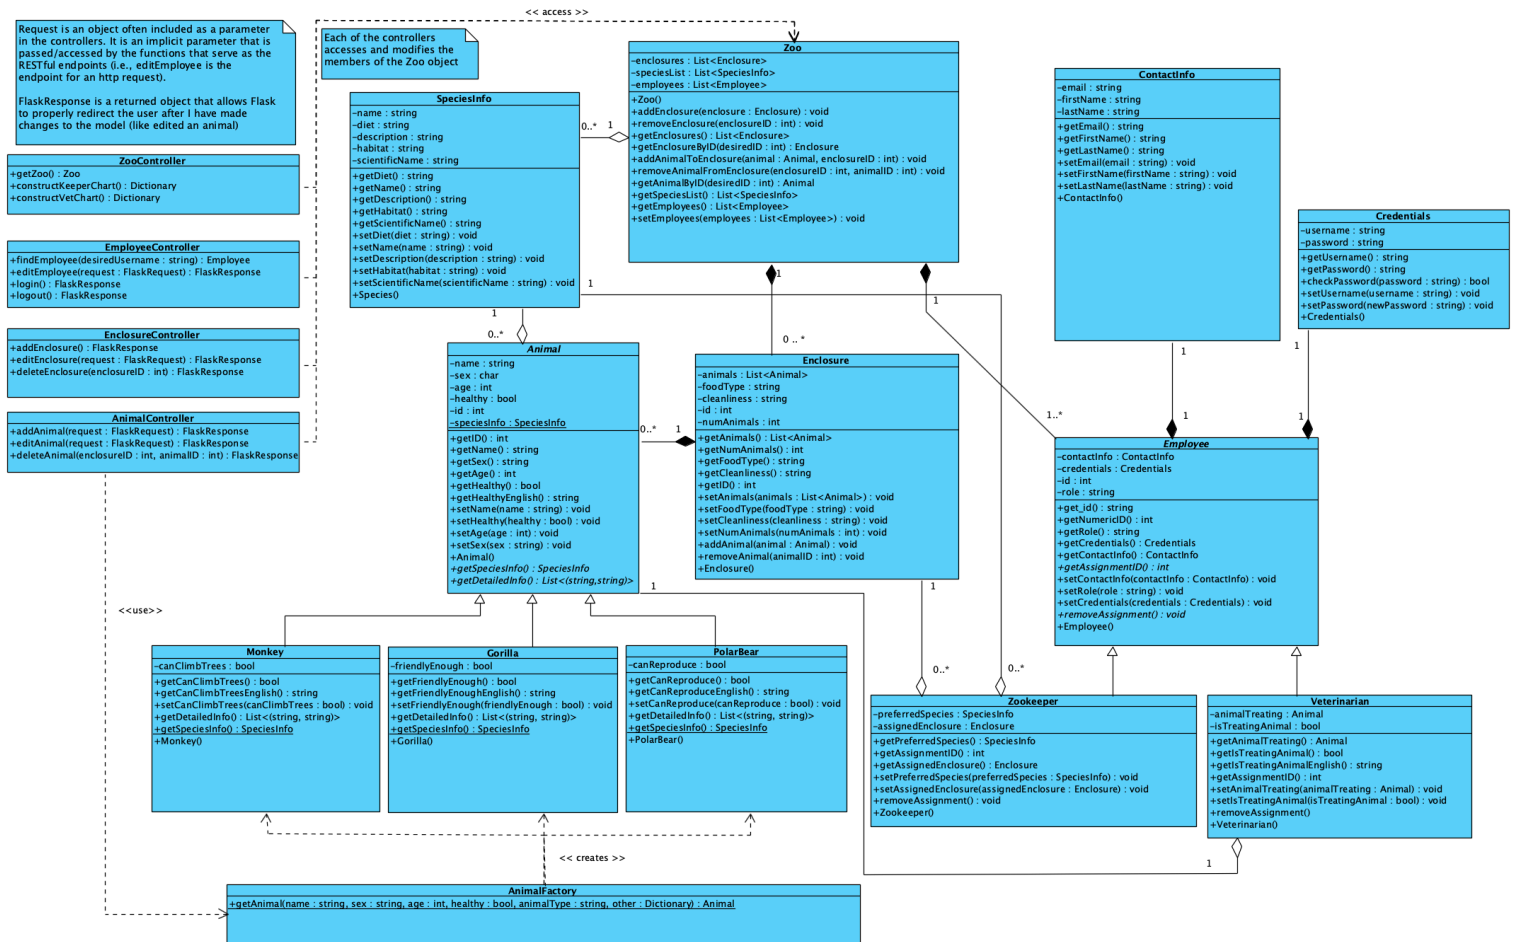 << access >>
Request is an object often included as a parameter
in the controllers. It is an implicit parameter that is
passed/accessed by the functions that serve as the
RESTful endpoints (i.e., editEmployee is the
endpoint for an http request).
FlaskResponse is a returned object that allows Flask
to properly redirect the user after I have made
changes to the model (like edited an animal)
Each of the controllers
accesses and modifies the
members of the Zoo object
ZooController
+getZoo() : Zoo
+constructKeeperChart() : Dictionary
+constructVetChart() : Dictionary
EmployeeController
+findEmployee(desiredUsername : string) : Employee
+editEmployee(request : FlaskRequest) : FlaskResponse
+login() : FlaskResponse
+logout() : FlaskResponse
EnclosureController
+addEnclosure() : FlaskResponse
+editEnclosure(request : FlaskRequest) : FlaskResponse
+deleteEnclosure(enclosureID : int) : FlaskResponse
AnimalController
+addAnimal(request : FlaskRequest) : FlaskResponse
+editAnimal(request : FlaskRequest) : FlaskResponse
+deleteAnimal(enclosureID : int, animalID : int) : FlaskResponse
SpeciesInfo
-name : string
-diet : string
-description : string
-habitat : string
-scientificName : string
+getDiet() : string
+getName() : string
+getDescription() : string
+getHabitat() : string
+getScientificName() : string
+setDiet(diet : string) : void
+setName(name : string) : void
+setDescription(description : string) : void
+setHabitat(habitat : string) : void
+setScientificName(scientificName : string) : void
+Species()
0..*
1
Zoo
-enclosures : List<Enclosure>
-speciesList : List<SpeciesInfo>
-employees : List<Employee>
+Zoo()
+addEnclosure(enclosure : Enclosure) : void
+removeEnclosure(enclosureID : int) : void
+getEnclosures() : List<Enclosure>
+getEnclosureByID(desiredID : int) : Enclosure
+addAnimalToEnclosure(animal : Animal, enclosureID : int) : void
+removeAnimalFromEnclosure(enclosureID : int, animalID : int) : void
+getAnimalByID(desiredID : int) : Animal
+getSpeciesList() : List<SpeciesInfo>
+getEmployees() : List<Employee>
+setEmployees(employees : List<Employee>) : void
ContactInfo
-email : string
-firstName : string
-lastName : string
+getEmail() : string
+getFirstName() : string
+getLastName() : string
+setEmail(email : string) : void
+setFirstName(firstName : string) : void
+setLastName(lastName : string) : void
+ContactInfo()
Credentials
-username : string
-password : string
+getUsername() : string
+getPassword() : string
+checkPassword(password : string) : bool
+setUsername(username : string) : void
+setPassword(newPassword : string) : void
+Credentials()
1
1
1
1
0..*
0 .. *
1
1
1..*
1
1
Animal
-name : string
-sex : char
-age : int
-healthy : bool
-id : int
-speciesInfo : SpeciesInfo
+getID() : int
+getName() : string
+getSex() : string
+getAge() : int
+getHealthy() : bool
+getHealthyEnglish() : string
+setName(name : string) : void
+setHealthy(healthy : bool) : void
+setAge(age : int) : void
+setSex(sex : string) : void
+Animal()
+getSpeciesInfo() : SpeciesInfo
+getDetailedInfo() : List<(string,string)>
0..*
1
Enclosure
-animals : List<Animal>
-foodType : string
-cleanliness : string
-id : int
-numAnimals : int
+getAnimals() : List<Animal>
+getNumAnimals() : int
+getFoodType() : string
+getCleanliness() : string
+getID() : int
+setAnimals(animals : List<Animal>) : void
+setFoodType(foodType : string) : void
+setCleanliness(cleanliness : string) : void
+setNumAnimals(numAnimals : int) : void
+addAnimal(animal : Animal) : void
+removeAnimal(animalID : int) : void
+Enclosure()
Employee
-contactInfo : ContactInfo
-credentials : Credentials
-id : int
-role : string
+get_id() : string
+getNumericID() : int
+getRole() : string
+getCredentials() : Credentials
+getContactInfo() : ContactInfo
+getAssignmentID() : int
+setContactInfo(contactInfo : ContactInfo) : void
+setRole(role : string) : void
+setCredentials(credentials : Credentials) : void
+removeAssignment() : void
+Employee()
1
1
<<use>>
0..*
0..*
Monkey
-canClimbTrees : bool
+getCanClimbTrees() : bool
+getCanClimbTreesEnglish() : string
+setCanClimbTrees(canClimbTrees : bool) : void
+getDetailedInfo() : List<(string, string)>
+getSpeciesInfo() : SpeciesInfo
+Monkey()
Gorilla
-friendlyEnough : bool
+getFriendlyEnough() : bool
+getFriendlyEnoughEnglish() : string
+setFriendlyEnough(friendlyEnough : bool) : void
+getDetailedInfo() : List<(string, string)>
+getSpeciesInfo() : SpeciesInfo
+Gorilla()
PolarBear
-canReproduce : bool
+getCanReproduce() : bool
+getCanReproduceEnglish() : string
+setCanReproduce(canReproduce : bool) : void
+getDetailedInfo() : List<(string, string)>
+getSpeciesInfo() : SpeciesInfo
+PolarBear()
Zookeeper
-preferredSpecies : SpeciesInfo
-assignedEnclosure : Enclosure
+getPreferredSpecies() : SpeciesInfo
+getAssignmentID() : int
+getAssignedEnclosure() : Enclosure
+setPreferredSpecies(preferredSpecies : SpeciesInfo) : void
+setAssignedEnclosure(assignedEnclosure : Enclosure) : void
+removeAssignment() : void
+Zookeeper()
Veterinarian
-animalTreating : Animal
-isTreatingAnimal : bool
+getAnimalTreating() : Animal
+getIsTreatingAnimal() : bool
+getIsTreatingAnimalEnglish() : string
+getAssignmentID() : int
+setAnimalTreating(animalTreating : Animal) : void
+setIsTreatingAnimal(isTreatingAnimal : bool) : void
+removeAssignment()
+Veterinarian()
1
<< creates >>
AnimalFactory
+getAnimal(name : string, sex : string, age : int, healthy : bool, animalType : string, other : Dictionary) : Animal